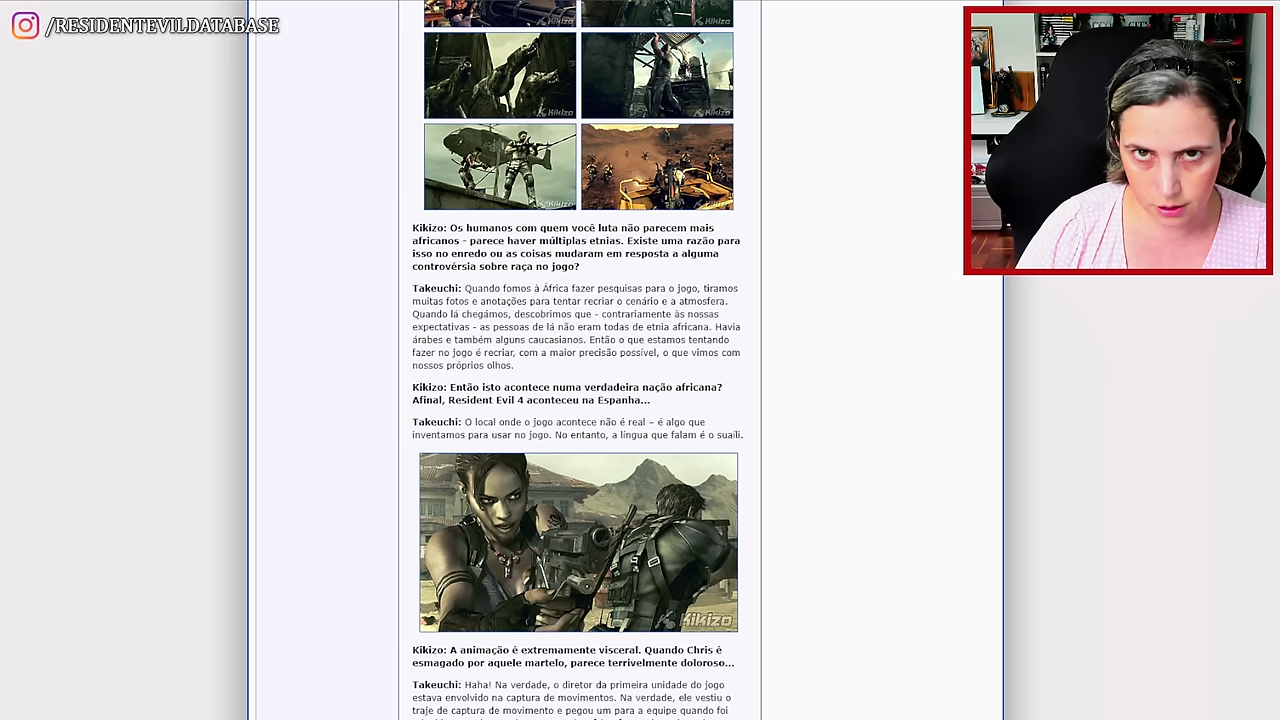 /RESIDENTEVILDATABASE
Kikizo
Kikizo
Kikizo
Kikizo
Kikizo
Kikizo
Kikizo: Os humanos com quem você luta não parecem mais
africanos - parece haver múltiplas etnias. Existe uma razão para
isso no enredo ou as coisas mudaram em resposta a alguma
controvérsia sobre raça no jogo?
Takeuchi: Quando fomos à África fazer pesquisas para o jogo, tiramos
muitas fotos e anotações para tentar recriar o cenário e a atmosfera.
Quando lá chegámos, descobrimos que - contrariamente às nossas
expectativas - as pessoas de lá não eram todas de etnia africana. Havia
árabes e também alguns caucasianos. Então o que estamos tentando
fazer no jogo é recriar, com a maior precisão possível, o que vimos com
nossos próprios olhos.
Kikizo: Então isto acontece numa verdadeira nação africana?
Afinal, Resident Evil 4 aconteceu na Espanha...
Takeuchi: O local onde o jogo acontece não é real – é algo que
inventamos para usar no jogo. No entanto, a língua que falam é o suaíli.
Kikizo
Kikizo: A animação é extremamente visceral. Quando Chris é
esmagado por aquele martelo, parece terrivelmente doloroso...
Takeuchi: Haha! Na verdade, o diretor da primeira unidade do jogo
estava envolvido na captura de movimentos. Na verdade, ele vestiu o
traje de captura de movimento e pegou um para a equipe quando foi